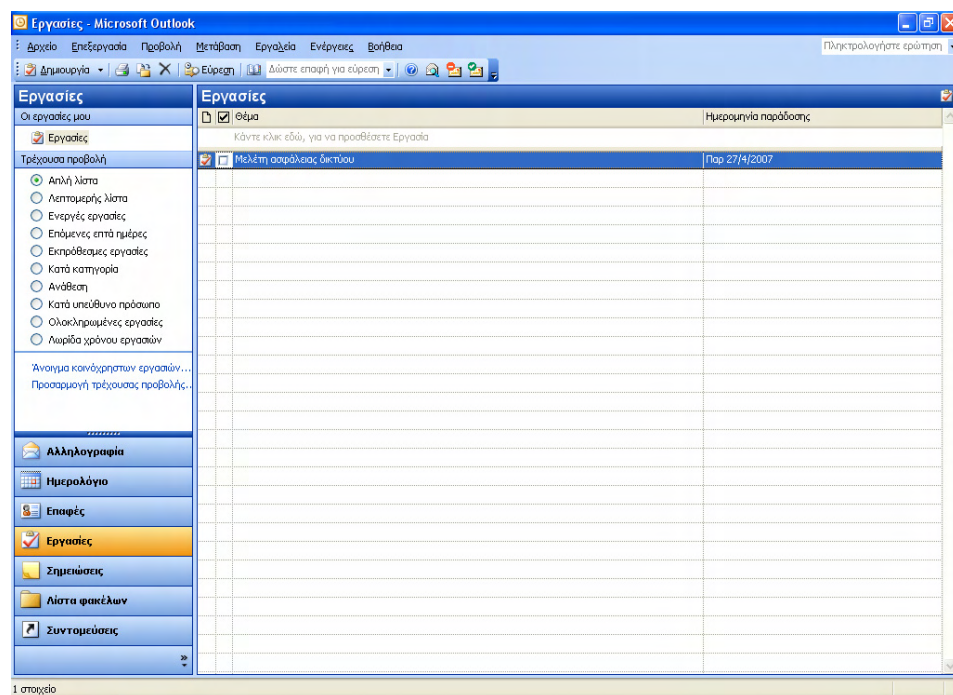 Εργασίες - Microsoft Outlook
Αρχείο Επεξεργασία Προβολή Μετάβαση Εργαλεία Ενέργειες Βοήθεια Πληκτρολογήστε ερώτηση
Δημιουργία Εύρεση Δώστε επαφή για εύρεση
Εργασίες
Οι εργασίες μου
Εργασίες
Τρέχουσα προβολή
Απλή λίστα
Λεπτομερής λίστα
Ενεργές εργασίες
Επόμενες επτά ημέρες
Εκπρόθεσμες εργασίες
Κατά κατηγορία
Ανάθεση
Κατά υπεύθυνο πρόσωπο
Ολοκληρωμένες εργασίες
Λωρίδα χρόνου εργασιών
Άνοιγμα κοινόχρηστων εργασιών...
Προσαρμογή τρέχουσας προβολής..
Αλληλογραφία
Ημερολόγιο
Επαφές
Εργασίες
Σημειώσεις
Λίστα φακέλων
Συντομεύσεις
Εργασίες
Θέμα Ημερομηνία παράδοσης
Κάντε κλικ εδώ, για να προσθέσετε Εργασία
Μελέτη ασφάλειας δικτύου Παρ 27/4/2007
1 στοιχείο